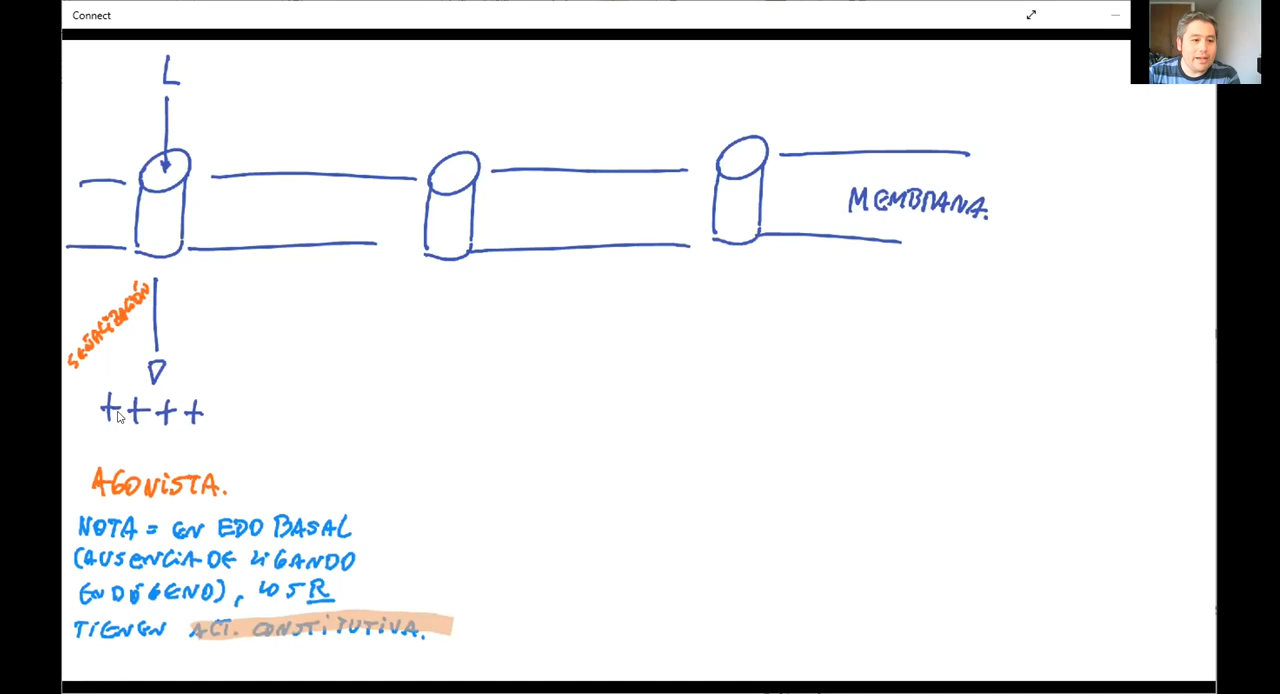 Connect
L
MEMBRANA.
SEÑALIZACIÓN
++++
AGONISTA.
NOTA = EN EDO BASAL
(AUSENCIA DE LIGANDO
ENDÓGENO), LOS R
TIENEN ACT. CONSTITUTIVA.